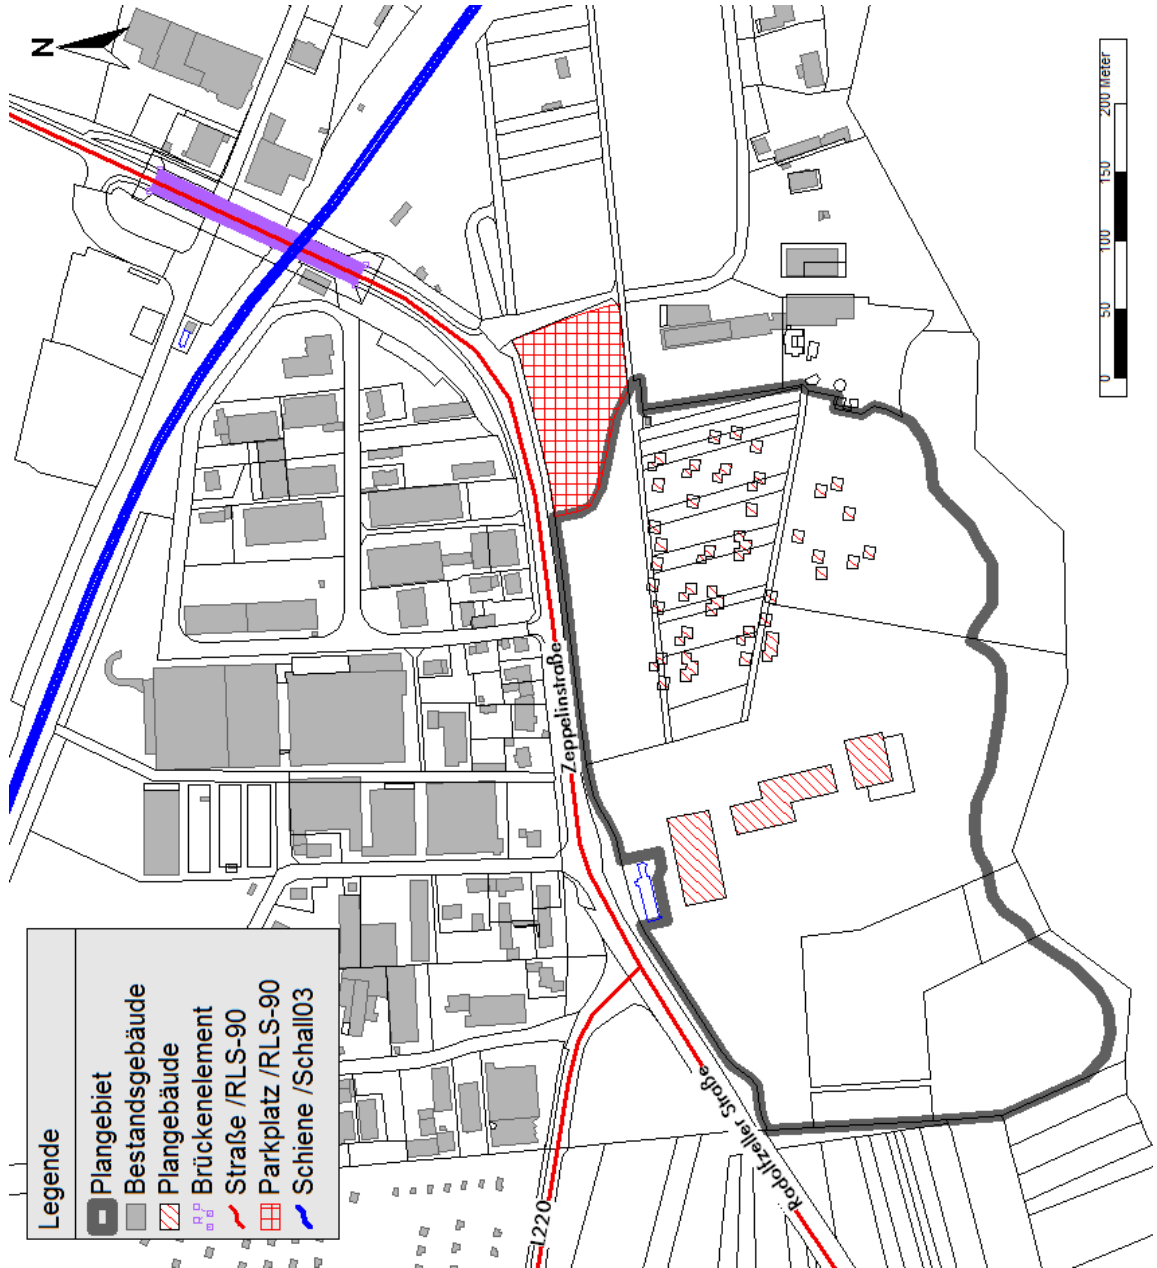 Legende
Plangebiet
Bestandsgebäude
Plangebäude
Brückenelement
Straße /RLS-90
Parkplatz /RLS-90
Schiene /Schall03
N
Zeppelinstraße
Radolfzeller Straße
L220
0 50 100 150 200 Meter